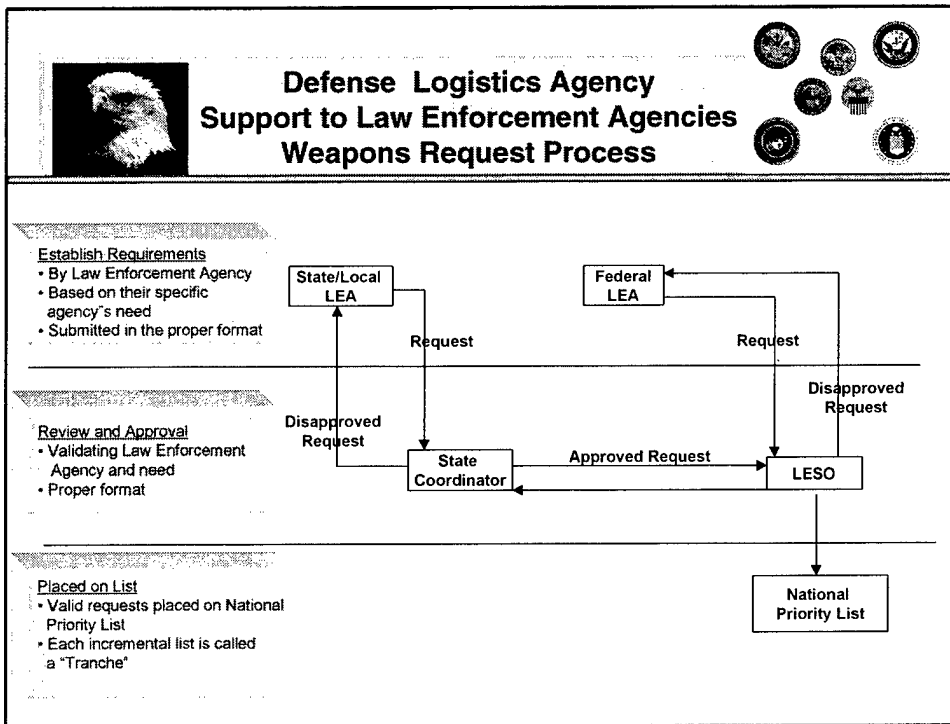 Defense Logistics Agency
Support to Law Enforcement Agencies
Weapons Request Process
Establish Requirements
• By Law Enforcement Agency
• Based on their specific
agency"s need
• Submitted in the proper format
State/Local
LEA
Federal
LEA
Request
Request
Disapproved
Request
Disapproved
Request
Review and Approval
• Validating Law Enforcement
Agency and need
• Proper format
State
Coordinator
Approved Request
LESO
Placed on List
• Valid requests placed on National
Priority List
• Each incremental list is called
a "Tranche"
National
Priority List